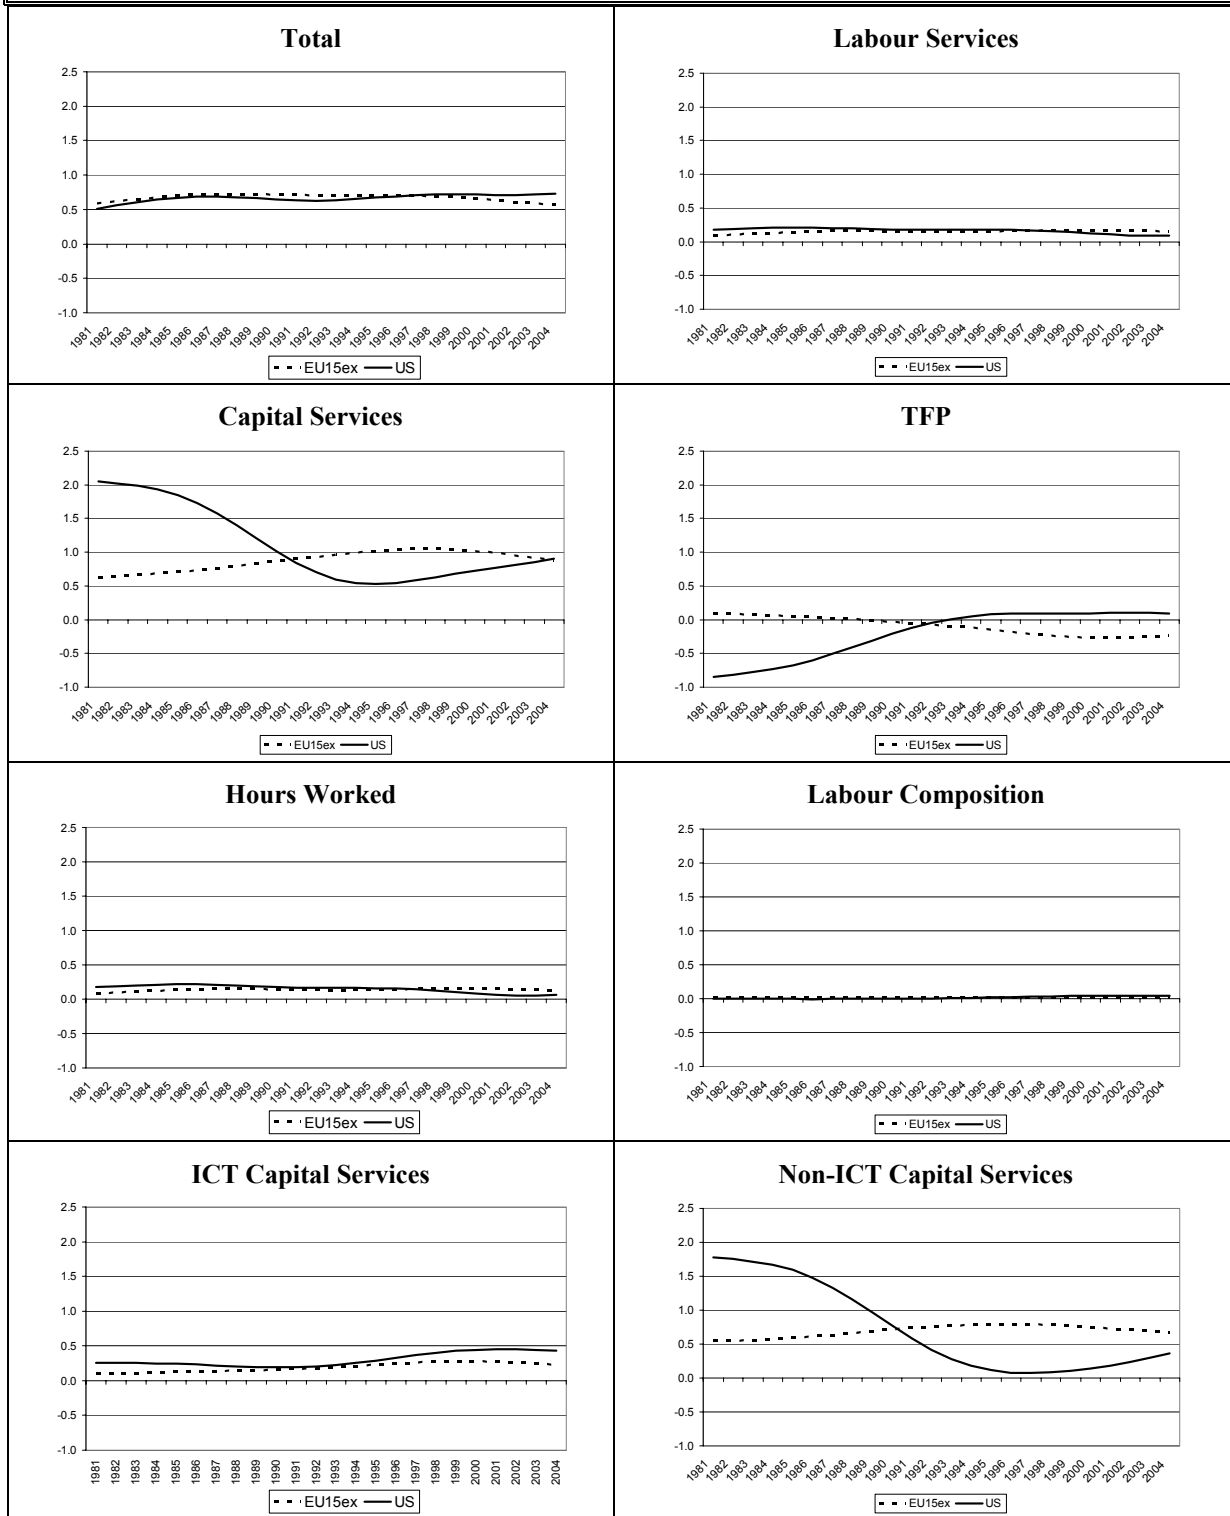 Total
2.5
2.0
1.5
1.0
0.5
0.0
-0.5
-1.0
1981 1982 1983 1984 1985 1986 1987 1988 1989 1990 1991 1992 1993 1994 1995 1996 1997 1998 1999 2000 2001 2002 2003 2004
EU15ex US
Labour Services
2.5
2.0
1.5
1.0
0.5
0.0
-0.5
-1.0
1981 1982 1983 1984 1985 1986 1987 1988 1989 1990 1991 1992 1993 1994 1995 1996 1997 1998 1999 2000 2001 2002 2003 2004
EU15ex US
Capital Services
2.5
2.0
1.5
1.0
0.5
0.0
-0.5
-1.0
1981 1982 1983 1984 1985 1986 1987 1988 1989 1990 1991 1992 1993 1994 1995 1996 1997 1998 1999 2000 2001 2002 2003 2004
EU15ex US
TFP
2.5
2.0
1.5
1.0
0.5
0.0
-0.5
-1.0
1981 1982 1983 1984 1985 1986 1987 1988 1989 1990 1991 1992 1993 1994 1995 1996 1997 1998 1999 2000 2001 2002 2003 2004
EU15ex US
Hours Worked
2.5
2.0
1.5
1.0
0.5
0.0
-0.5
-1.0
1981 1982 1983 1984 1985 1986 1987 1988 1989 1990 1991 1992 1993 1994 1995 1996 1997 1998 1999 2000 2001 2002 2003 2004
EU15ex US
Labour Composition
2.5
2.0
1.5
1.0
0.5
0.0
-0.5
-1.0
1981 1982 1983 1984 1985 1986 1987 1988 1989 1990 1991 1992 1993 1994 1995 1996 1997 1998 1999 2000 2001 2002 2003 2004
EU15ex US
ICT Capital Services
2.5
2.0
1.5
1.0
0.5
0.0
-0.5
-1.0
1981 1982 1983 1984 1985 1986 1987 1988 1989 1990 1991 1992 1993 1994 1995 1996 1997 1998 1999 2000 2001 2002 2003 2004
EU15ex US
Non-ICT Capital Services
2.5
2.0
1.5
1.0
0.5
0.0
-0.5
-1.0
1981 1982 1983 1984 1985 1986 1987 1988 1989 1990 1991 1992 1993 1994 1995 1996 1997 1998 1999 2000 2001 2002 2003 2004
EU15ex US